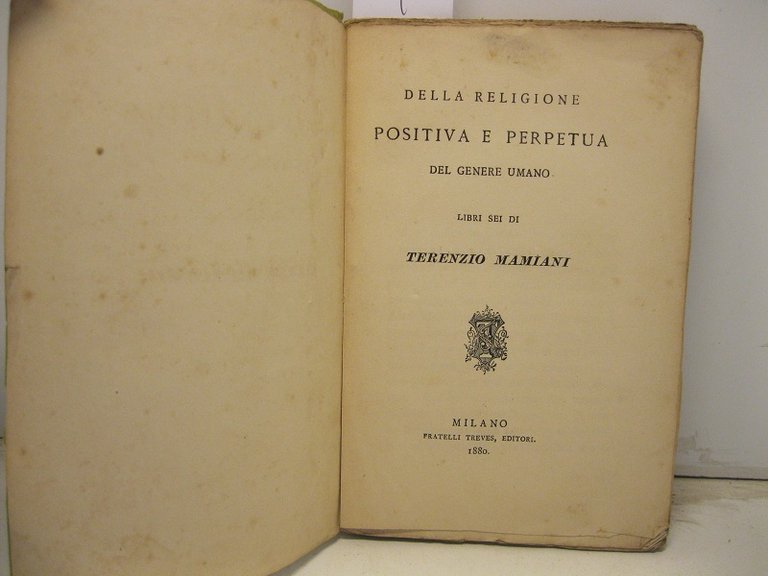 DELLA RELIGIONE
POSITIVA E PERPETUA
DEL GENERE UMANO
LIBRI SEI DI
TERENZIO MAMIANI
MILANO
FRATELLI TREVES, EDITORI.
1880.